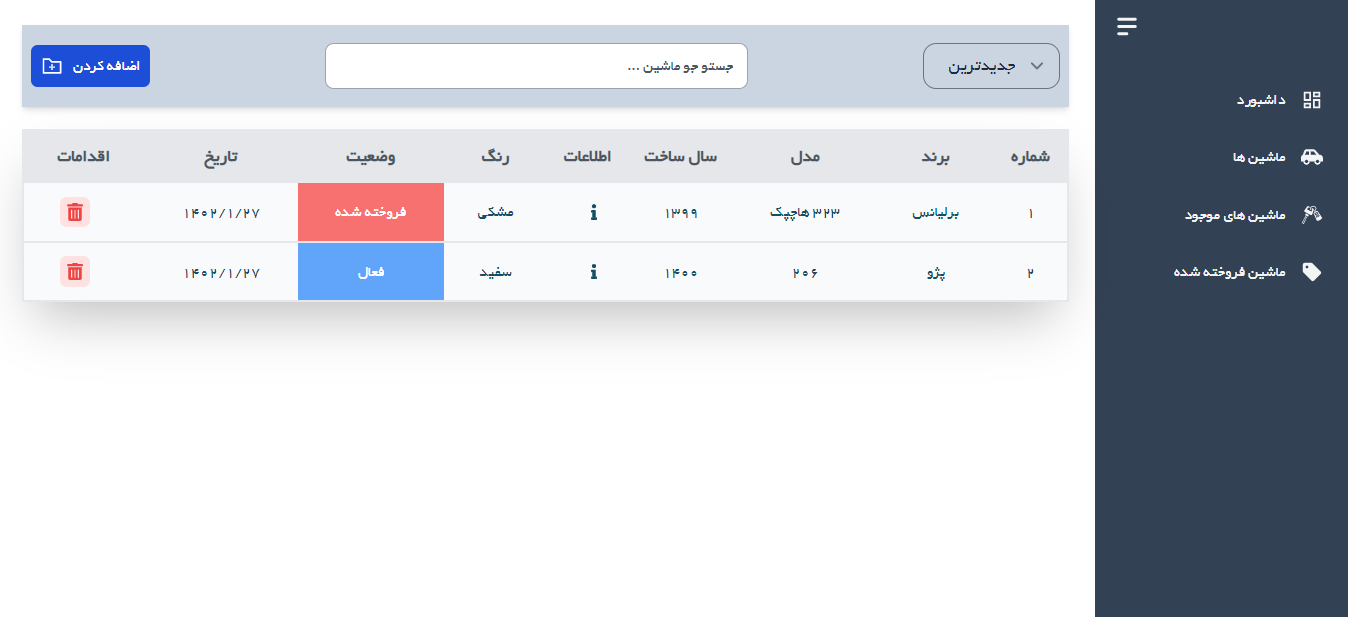 داشبورد
ماشین ها
ماشین های موجود
ماشین فروخته شده
جدیدترین
جستو جو ماشین ...
اضافه کردن
شماره برند مدل سال ساخت اطلاعات رنگ وضعیت تاریخ اقدامات
۱ برلیانس ۳۲۳ هاچپک ۱۳۹۹ مشکی فروخته شده ۱۴۰۲/۱/۲۷
۲ پژو ۲۰۶ ۱۴۰۰ سفید فعال ۱۴۰۲/۱/۲۷